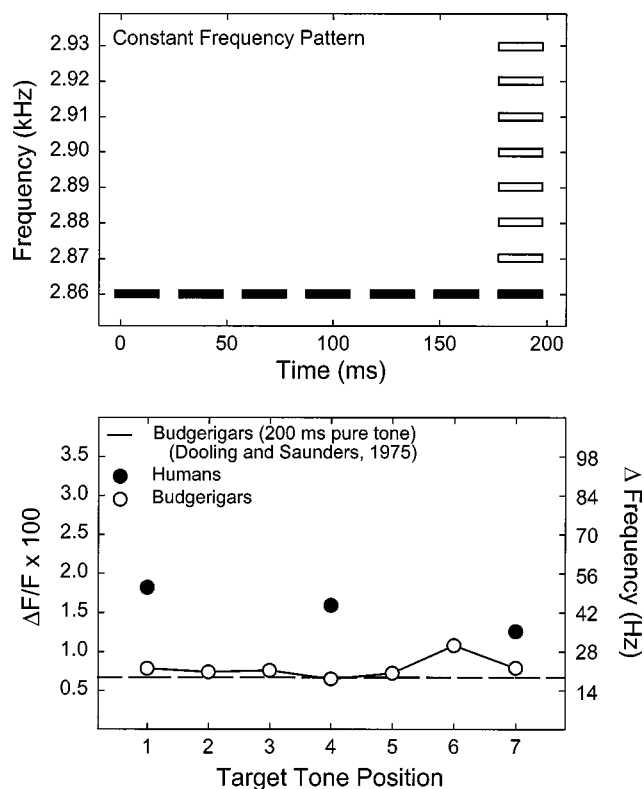 Constant Frequency Pattern
Frequency (kHz)
2.93
2.92
2.91
2.90
2.89
2.88
2.87
2.86
0 50 100 150 200
Time (ms)
Budgerigars (200 ms pure tone)
(Dooling and Saunders, 1975)
Humans
Budgerigars
ΔF/F x 100
3.5
3.0
2.5
2.0
1.5
1.0
0.5
98
84
70
56
42
28
14
Δ Frequency (Hz)
1 2 3 4 5 6 7
Target Tone Position